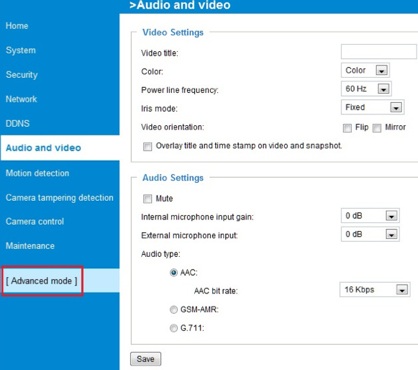 >Audio and video
Home
System
Security
Network
DDNS
Audio and video
Motion detection
Camera tampering detection
Camera control
Maintenance
[ Advanced mode ]
Video Settings
Video title:
Color: Color
Power line frequency: 60 Hz
Iris mode: Fixed
Video orientation: Flip Mirror
Overlay title and time stamp on video and snapshot.
Audio Settings
Mute
Internal microphone input gain: 0 dB
External microphone input: 0 dB
Audio type:
AAC:
AAC bit rate: 16 Kbps
GSM-AMR:
G.711:
Save